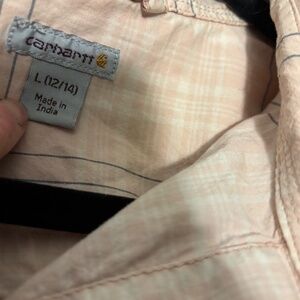 carhartt
L (12/14)
Made in
India